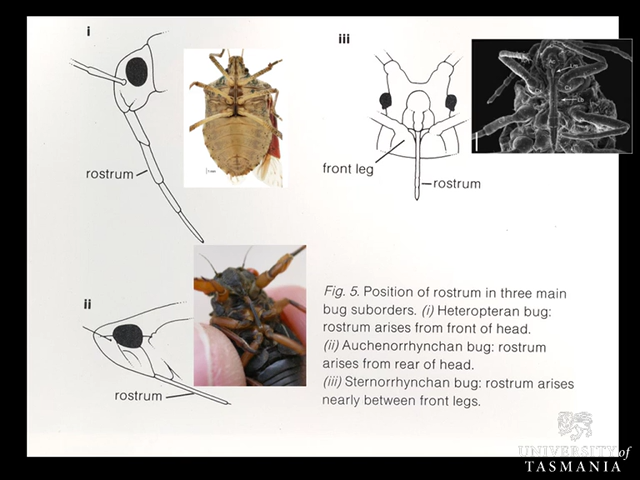 i
iii
rostrum
front leg
rostrum
ii
rostrum
Fig. 5. Position of rostrum in three main
bug suborders. (i) Heteropteran bug:
rostrum arises from front of head.
(ii) Auchenorrhynchan bug: rostrum
arises from rear of head.
(iii) Sternorrhynchan bug: rostrum arises
nearly between front legs.
UNIVERSITY of
TASMANIA